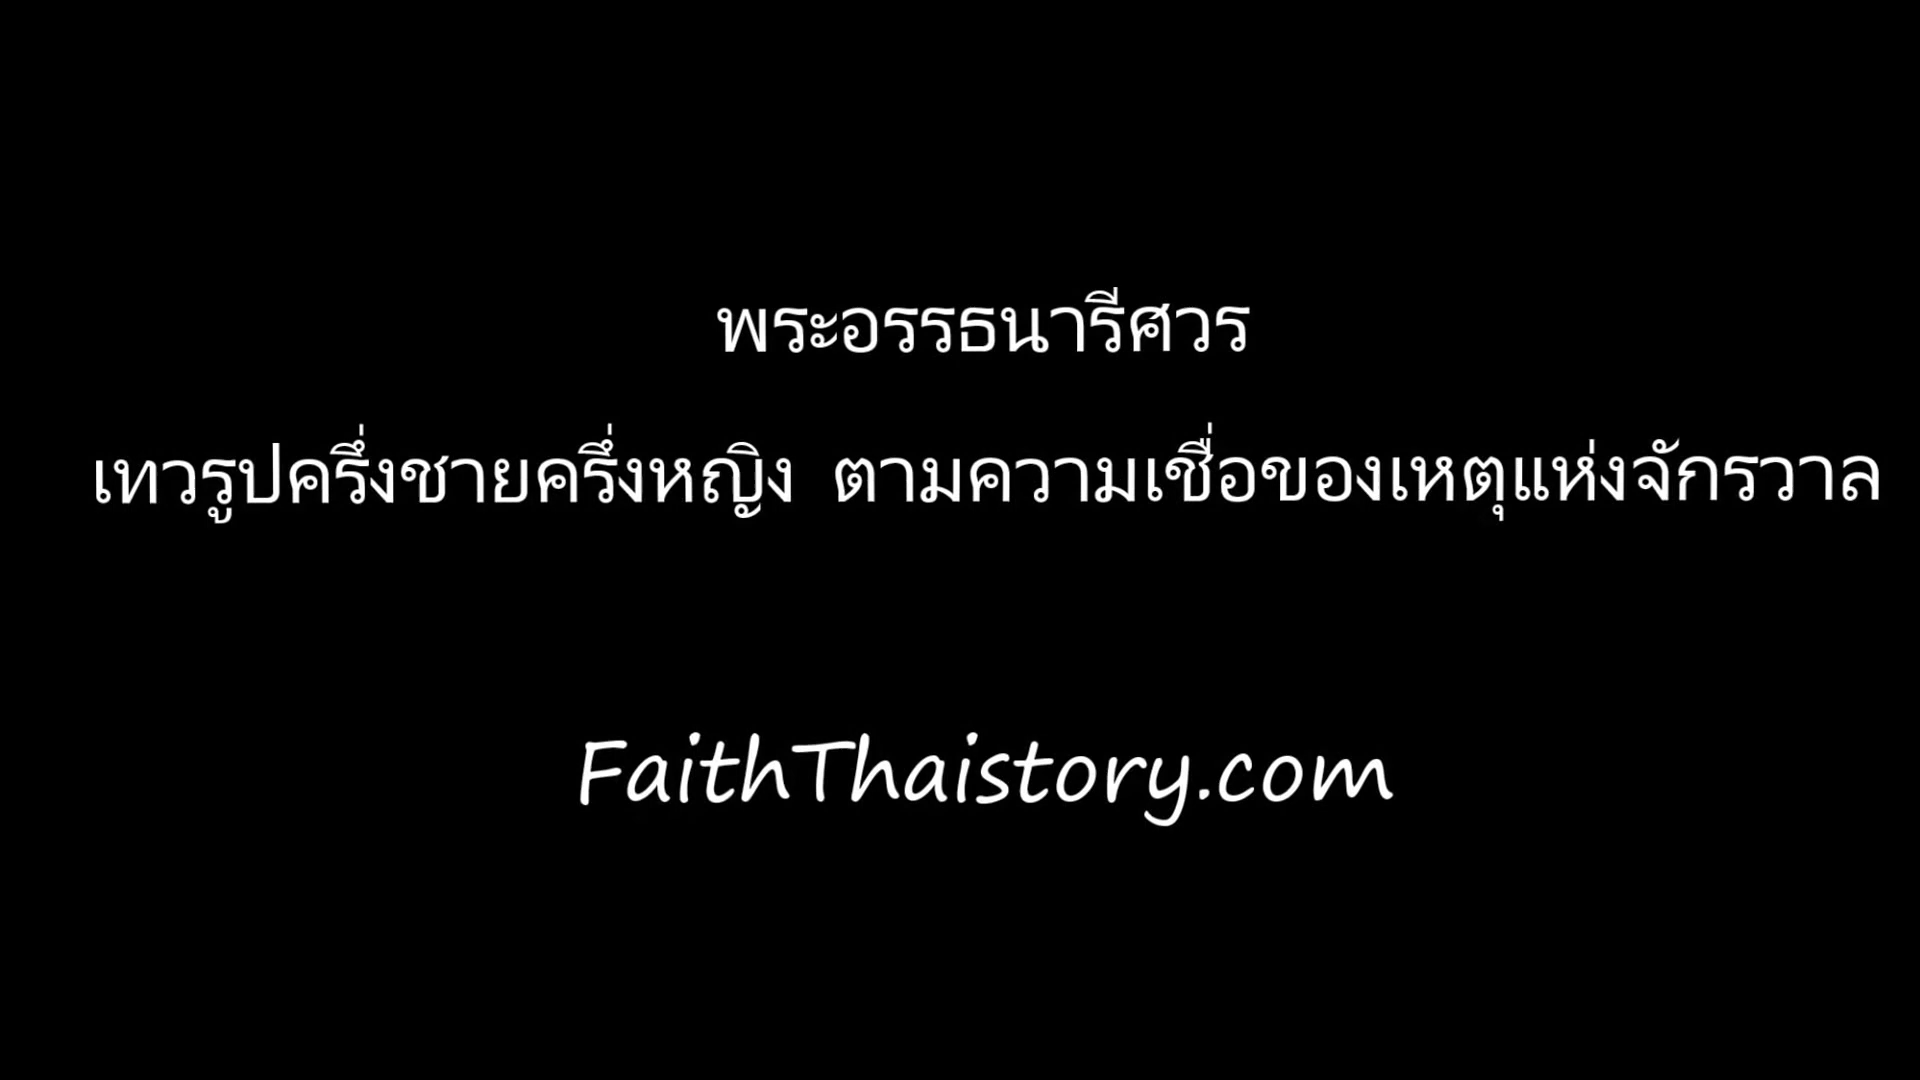 พระอรรธนารีศวร
เทวรูปครึ่งชายครึ่งหญิง ตามความเชื่อของเหตุแห่งจักรวาล
FaithThaistory.com